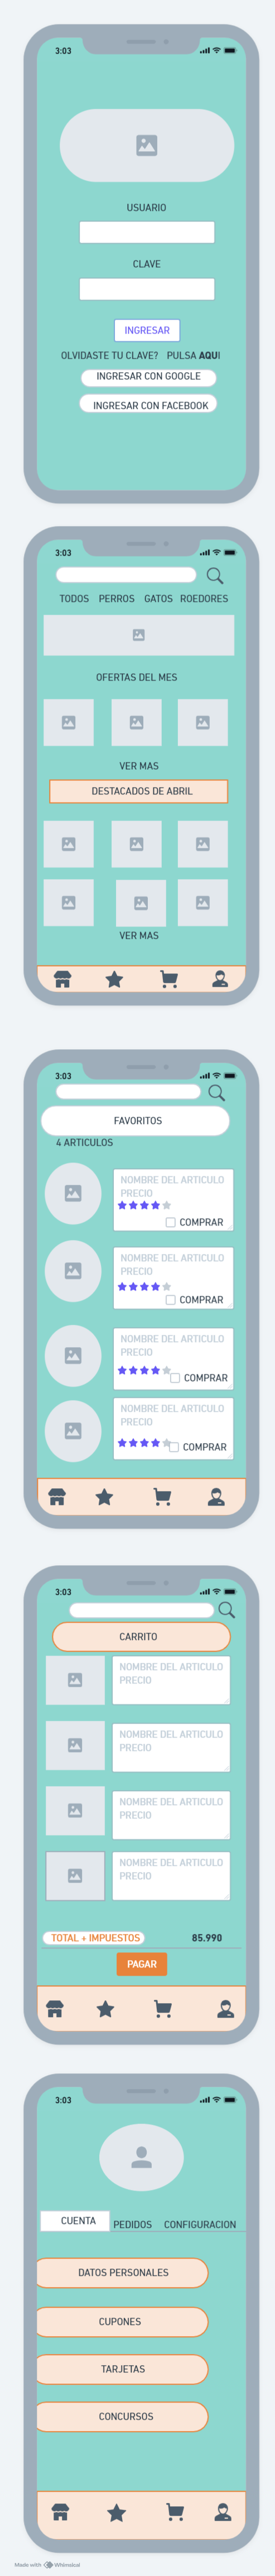 3:03
USUARIO
CLAVE
INGRESAR
OLVIDASTE TU CLAVE? PULSA AQUI
INGRESAR CON GOOGLE
INGRESAR CON FACEBOOK
3:03
TODOS PERROS GATOS ROEDORES
OFERTAS DEL MES
VER MAS
DESTACADOS DE ABRIL
VER MAS
3:03
FAVORITOS
4 ARTICULOS
NOMBRE DEL ARTICULO
PRECIO
COMPRAR
NOMBRE DEL ARTICULO
PRECIO
COMPRAR
NOMBRE DEL ARTICULO
PRECIO
COMPRAR
NOMBRE DEL ARTICULO
PRECIO
COMPRAR
3:03
CARRITO
NOMBRE DEL ARTICULO
PRECIO
NOMBRE DEL ARTICULO
PRECIO
NOMBRE DEL ARTICULO
PRECIO
NOMBRE DEL ARTICULO
PRECIO
TOTAL + IMPUESTOS 85.990
PAGAR
3:03
CUENTA PEDIDOS CONFIGURACION
DATOS PERSONALES
CUPONES
TARJETAS
CONCURSOS
Made with Whimsical